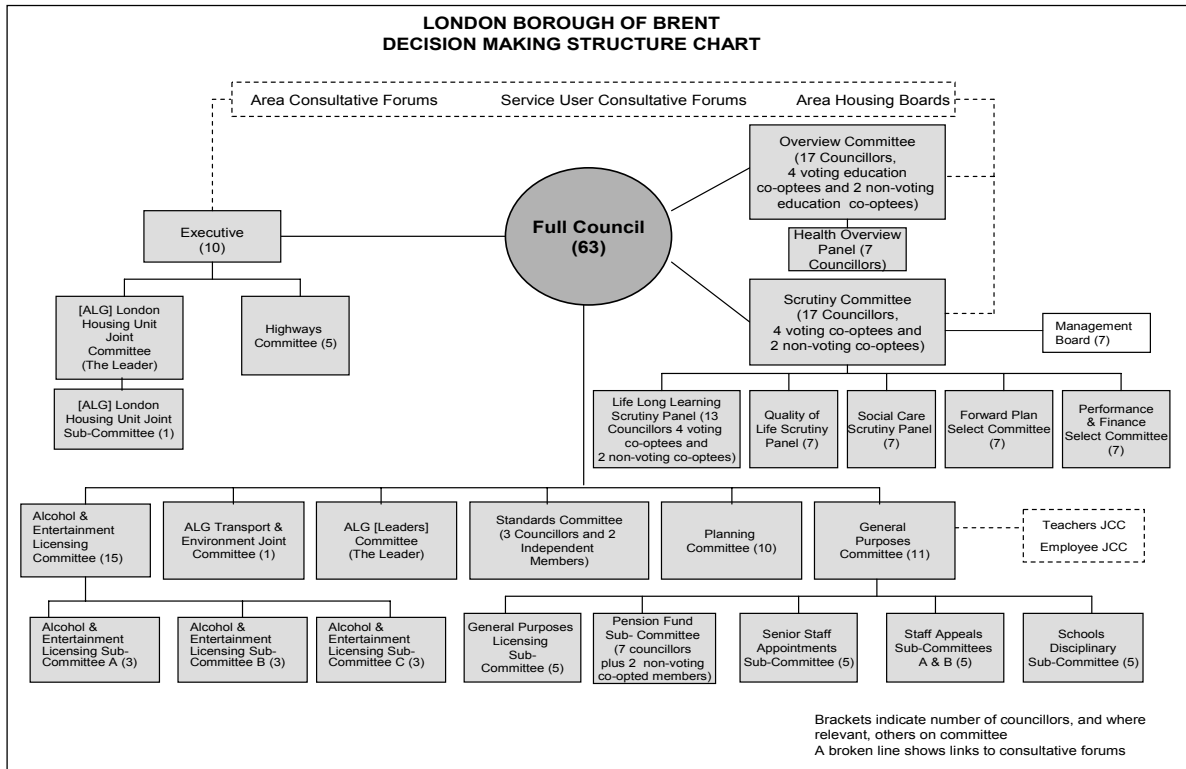 LONDON BOROUGH OF BRENT
DECISION MAKING STRUCTURE CHART
Area Consultative Forums
Service User Consultative Forums
Area Housing Boards
Overview Committee
(17 Councillors,
4 voting education
co-optees and 2 non-voting
education co-optees)
Full Council
(63)
Executive
(10)
Health Overview
Panel (7
Councillors)
[ALG] London
Housing Unit
Joint
Committee
(The Leader)
Highways
Committee (5)
Scrutiny Committee
(17 Councillors,
4 voting co-optees and
2 non-voting co-optees)
Management
Board (7)
[ALG] London
Housing Unit Joint
Sub-Committee (1)
Life Long Learning
Scrutiny Panel (13
Councillors 4 voting
co-optees and
2 non-voting co-optees)
Quality of
Life Scrutiny
Panel (7)
Social Care
Scrutiny Panel
(7)
Forward Plan
Select Committee
(7)
Performance
& Finance
Select Committee
(7)
Alcohol &
Entertainment
Licensing
Committee (15)
ALG Transport &
Environment Joint
Committee (1)
ALG [Leaders]
Committee
(The Leader)
Standards Committee
(3 Councillors and 2
Independent
Members)
Planning
Committee (10)
General
Purposes
Committee (11)
Teachers JCC
Employee JCC
Alcohol &
Entertainment
Licensing Sub-
Committee A (3)
Alcohol &
Entertainment
Licensing Sub-
Committee B (3)
Alcohol &
Entertainment
Licensing Sub-
Committee C (3)
General Purposes
Licensing
Sub-
Committee (5)
Pension Fund
Sub- Committee
(7 councillors
plus 2 non-voting
co-opted members)
Senior Staff
Appointments
Sub-Committee (5)
Staff Appeals
Sub-Committees
A & B (5)
Schools
Disciplinary
Sub-Committee (5)
Brackets indicate number of councillors, and where
relevant, others on committee
A broken line shows links to consultative forums